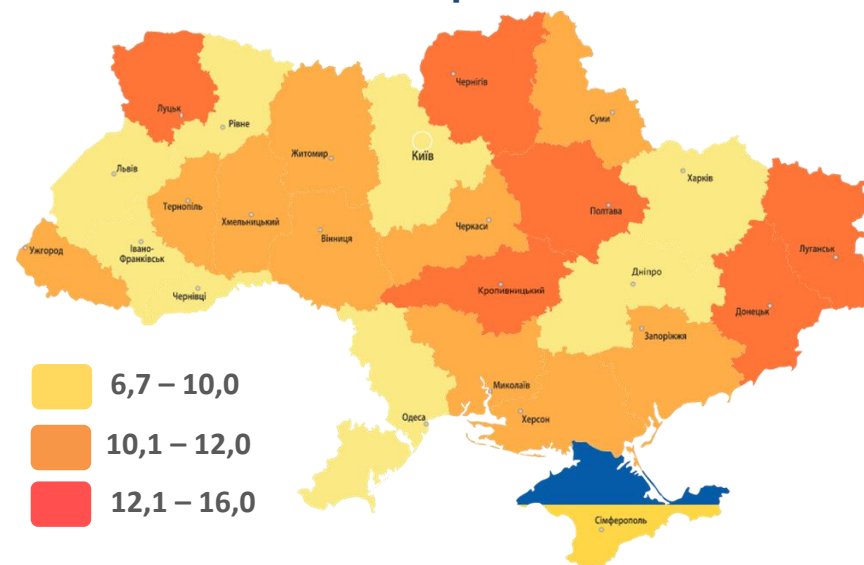 Луцьк
Рівне
Житомир
Київ
Чернігів
Суми
Львів
Тернопіль
Хмельницький
Вінниця
Черкаси
Полтава
Харків
Луганськ
Ужгород
Івано-
Франківськ
Чернівці
Кропивницький
Дніпро
Донецьк
Запоріжжя
Миколаїв
Херсон
Одеса
Сімферополь
6,7 – 10,0
10,1 – 12,0
12,1 – 16,0